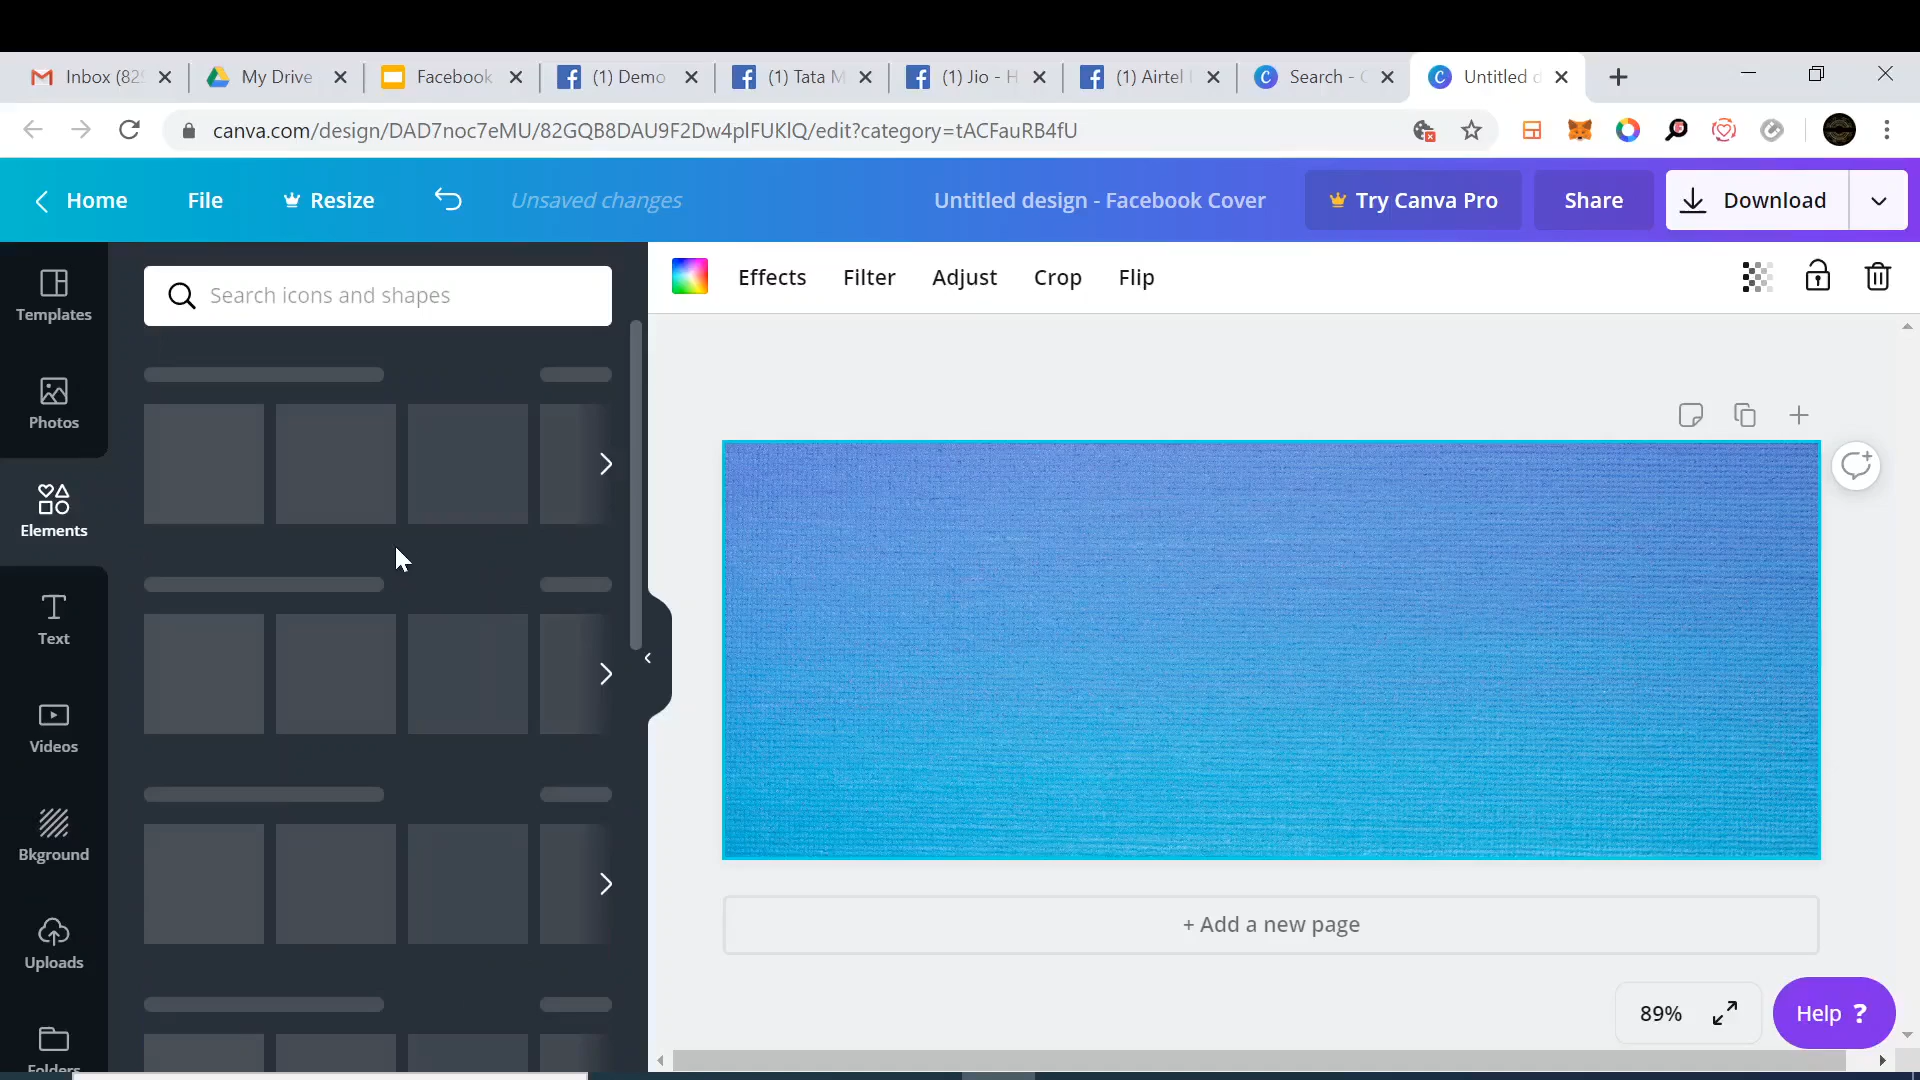 Inbox (829
My Drive
Facebook
(1) Demo
(1) Tata M
(1) Jio - H
(1) Airtel
Search - C
Untitled d
canva.com/design/DAD7noc7eMU/82GQB8DAU9F2Dw4plFUKlQ/edit?category=tACFauRB4fU
Home
File
Resize
Unsaved changes
Untitled design - Facebook Cover
Try Canva Pro
Share
Download
Templates
Photos
Elements
Text
Videos
Bkground
Uploads
Folders
Search icons and shapes
Effects
Filter
Adjust
Crop
Flip
+ Add a new page
89%
Help ?